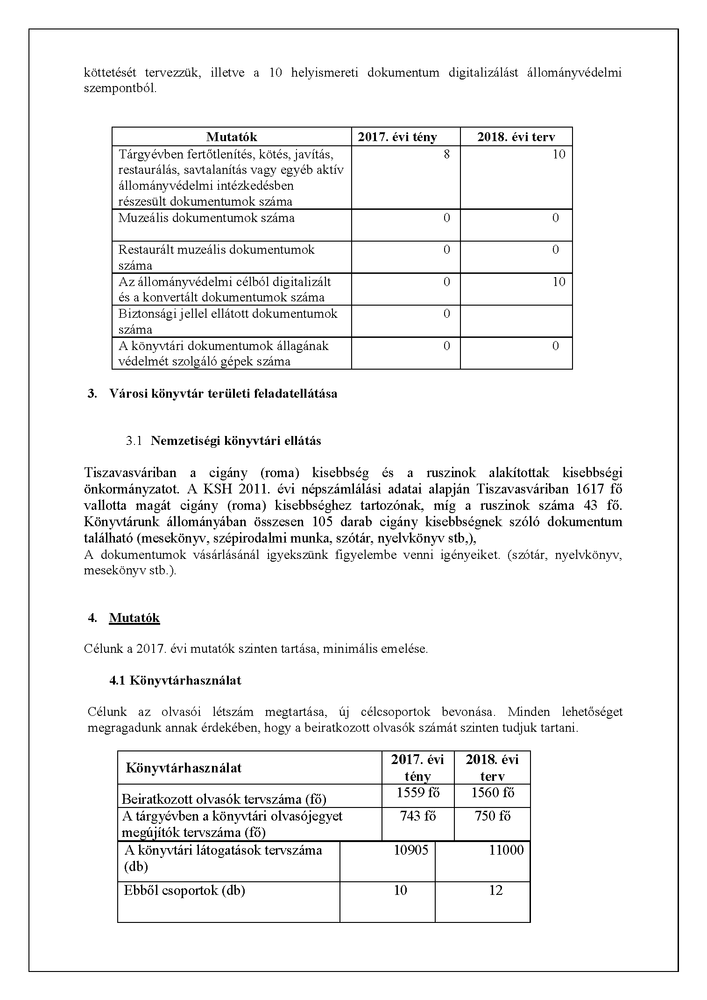 köttetését tervezzük, illetve a 10 helyismereti dokumentum digitalizálást állományvédelmi
szempontból.
Mutatók 2017. évi tény 2018. évi terv
Tárgyévben fertőtlenítés, kötés, javítás, 8 10
restaurálás, savtalanítás vagy egyéb aktív
állományvédelmi intézkedésben
részesült dokumentumok száma
Muzeális dokumentumok száma 0 0
Restaurált muzeális dokumentumok 0 0
száma
Az állományvédelmi célból digitalizált 0 10
és a konvertált dokumentumok száma
Biztonsági jellel ellátott dokumentumok 0
száma
A könyvtári dokumentumok állagának 0 0
védelmét szolgáló gépek száma
3. Városi könyvtár területi feladatellátása
3.1 Nemzetiségi könyvtári ellátás
Tiszavasváriban a cigány (roma) kisebbség és a ruszinok alakítottak kisebbségi
önkormányzatot. A KSH 2011. évi népszámlálási adatai alapján Tiszavasváriban 1617 fő
vallotta magát cigány (roma) kisebbséghez tartozónak, míg a ruszinok száma 43 fő.
Könyvtárunk állományában összesen 105 darab cigány kisebbségnek szóló dokumentum
található (mesekönyv, szépirodalmi munka, szótár, nyelvkönyv stb,),
A dokumentumok vásárlásánál igyekszünk figyelembe venni igényeiket. (szótár, nyelvkönyv,
mesekönyv stb.).
4. Mutatók
Célunk a 2017. évi mutatók szinten tartása, minimális emelése.
4.1 Könyvtárhasználat
Célunk az olvasói létszám megtartása, új célcsoportok bevonása. Minden lehetőséget
megragadunk annak érdekében, hogy a beiratkozott olvasók számát szinten tudjuk tartani.
Könyvtárhasználat 2017. évi tény 2018. évi terv
Beiratkozott olvasók tervszáma (fő) 1559 fő 1560 fő
A tárgyévben a könyvtári olvasójegyet 743 fő 750 fő
megújítók tervszáma (fő)
A könyvtári látogatások tervszáma 10905 11000
(db)
Ebből csoportok (db) 10 12